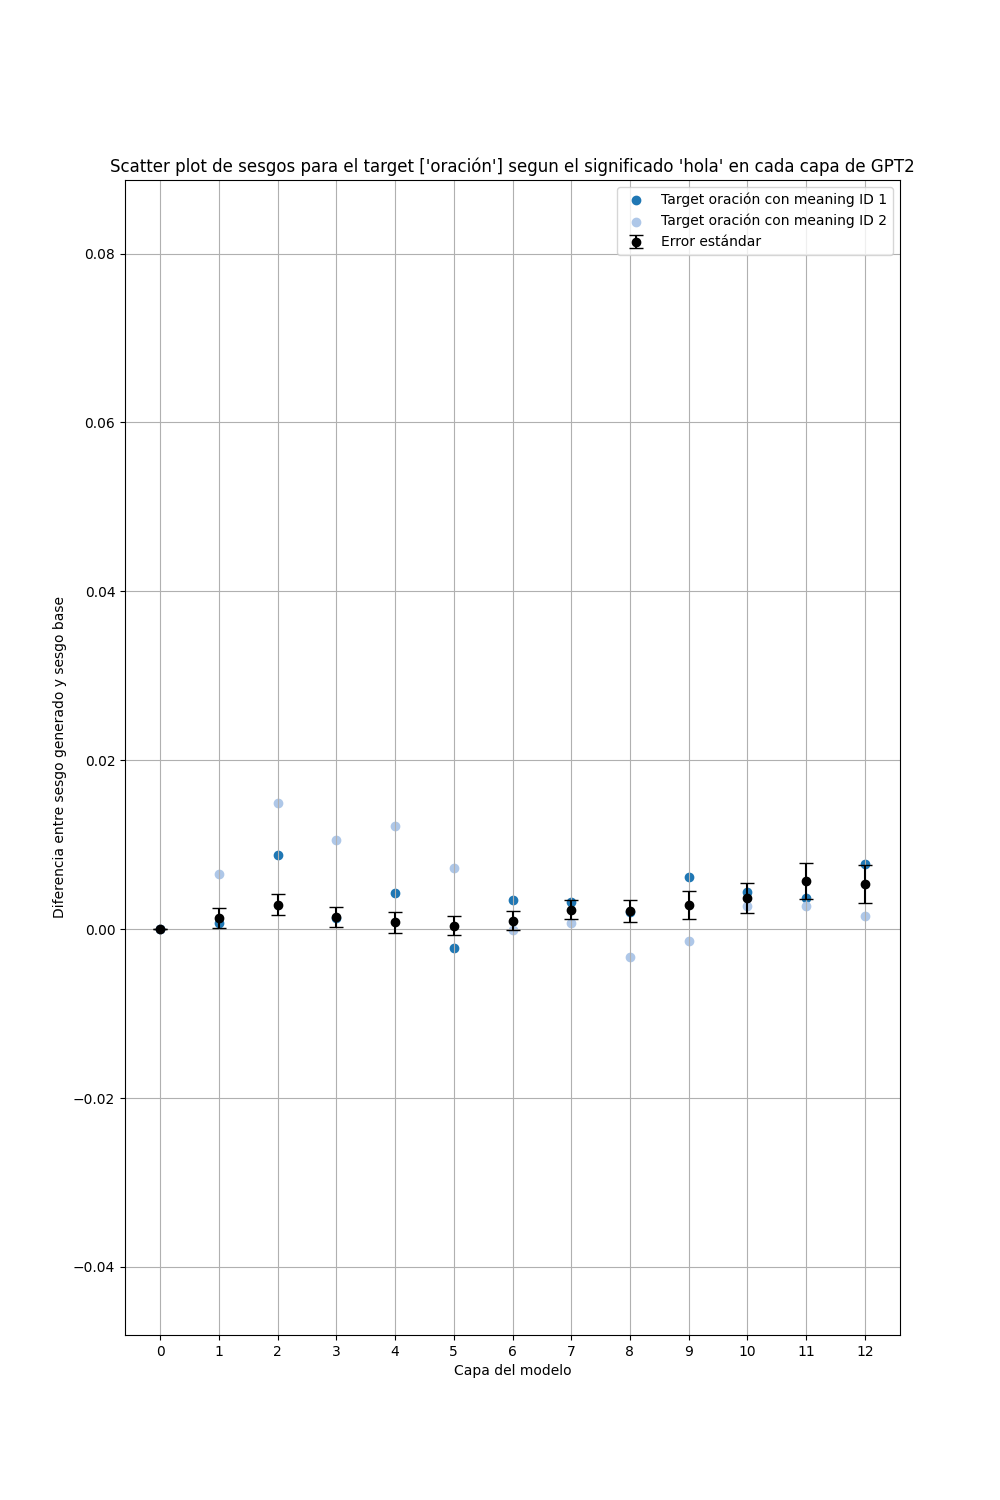 Scatter plot de sesgos para el target ['oración'] segun el significado 'hola' en cada capa de GPT2
Target oración con meaning ID 1
Target oración con meaning ID 2
Error estándar
0.08
0.06
0.04
0.02
0.00
−0.02
−0.04
Diferencia entre sesgo generado y sesgo base
0 1 2 3 4 5 6 7 8 9 10 11 12
Capa del modelo